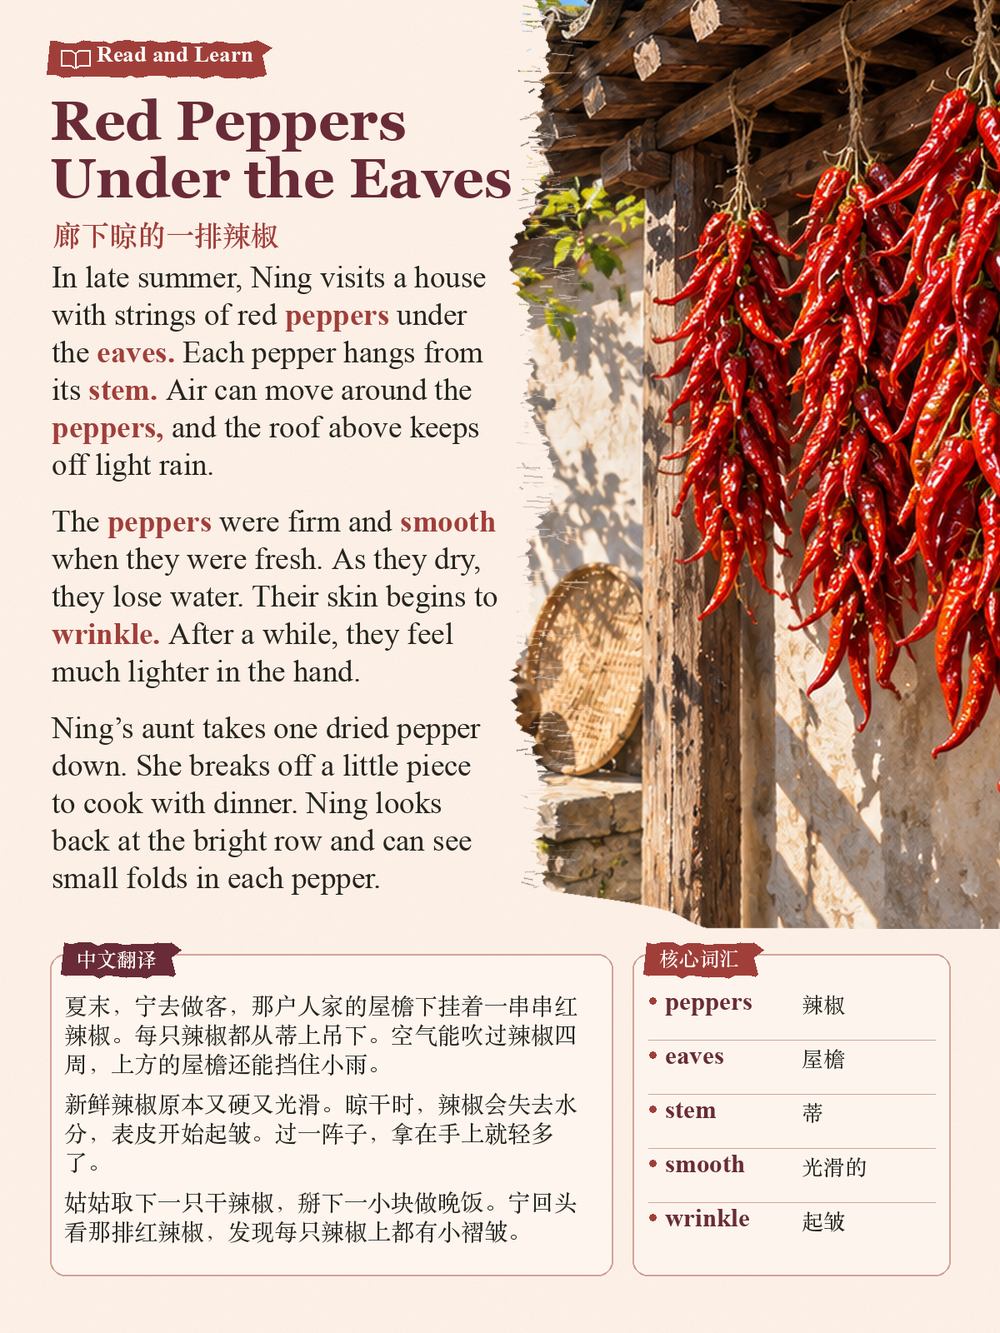 Read and Learn
Red Peppers
Under the Eaves
廊下晾的一排辣椒
In late summer, Ning visits a house
with strings of red peppers under
the eaves. Each pepper hangs from
its stem. Air can move around the
peppers, and the roof above keeps
off light rain.
The peppers were firm and smooth
when they were fresh. As they dry,
they lose water. Their skin begins to
wrinkle. After a while, they feel
much lighter in the hand.
Ning’s aunt takes one dried pepper
down. She breaks off a little piece
to cook with dinner. Ning looks
back at the bright row and can see
small folds in each pepper.
中文翻译
夏末，宁去做客，那户人家的屋檐下挂着一串串红
辣椒。每只辣椒都从蒂上吊下。空气能吹过辣椒四
周，上方的屋檐还能挡住小雨。
新鲜辣椒原本又硬又光滑。晾干时，辣椒会失去水
分，表皮开始起皱。过一阵子，拿在手上就轻多
了。
姑姑取下一只干辣椒，掰下一小块做晚饭。宁回头
看那排红辣椒，发现每只辣椒上都有小褶皱。
核心词汇
• peppers 辣椒
• eaves 屋檐
• stem 蒂
• smooth 光滑的
• wrinkle 起皱